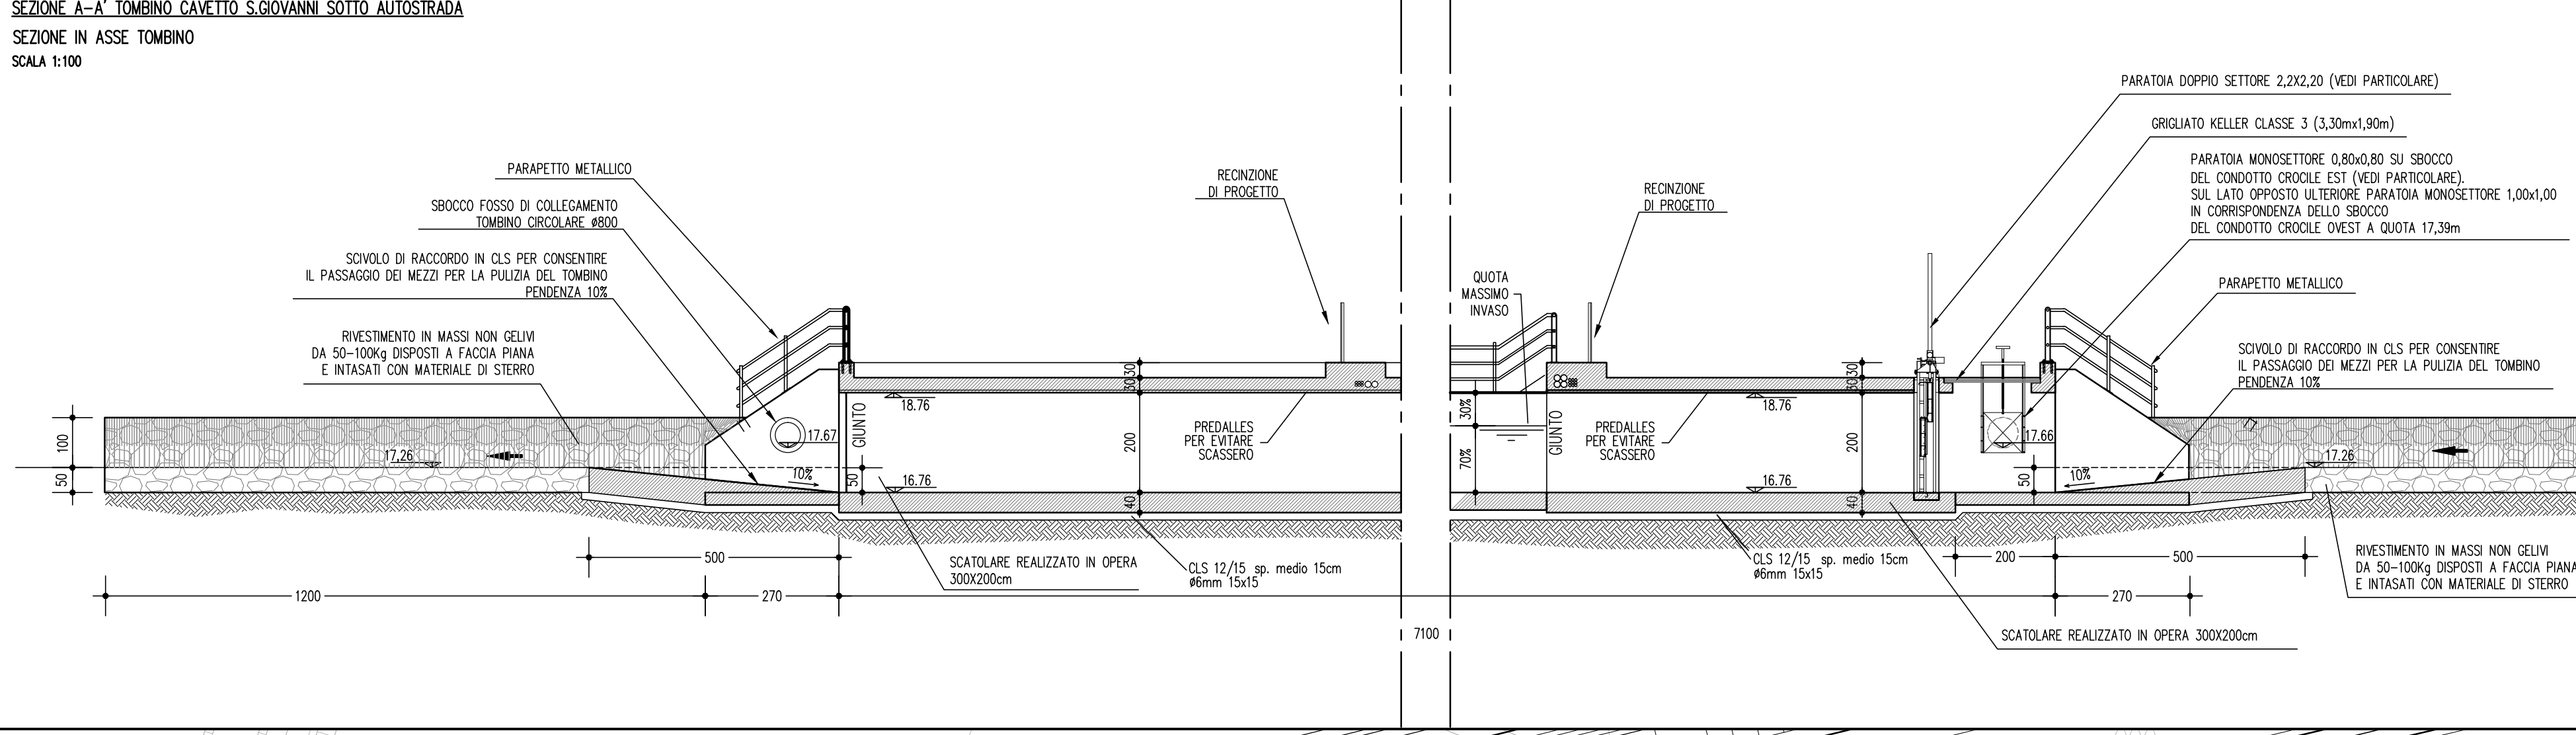 SEZIONE A-A' TOMBINO CAVETTO S.GIOVANNI SOTTO AUTOSTRADA
SEZIONE IN ASSE TOMBINO
SCALA 1:100
PARAPETTO METALLICO
SBOCCO FOSSO DI COLLEGAMENTO
TOMBINO CIRCOLARE ø800
SCIVOLO DI RACCORDO IN CLS PER CONSENTIRE
IL PASSAGGIO DEI MEZZI PER LA PULIZIA DEL TOMBINO
PENDENZA 10%
RIVESTIMENTO IN MASSI NON GELIVI
DA 50-100Kg DISPOSTI A FACCIA PIANA
E INTASATI CON MATERIALE DI STERRO
RECINZIONE
DI PROGETTO
QUOTA
MASSIMO
INVASO
RECINZIONE
DI PROGETTO
PARATOIA DOPPIO SETTORE 2,2X2,20 (VEDI PARTICOLARE)
GRIGLIATO KELLER CLASSE 3 (3,30mx1,90m)
PARATOIA MONOSETTORE 0,80x0,80 SU SBOCCO
DEL CONDOTTO CROCILE EST (VEDI PARTICOLARE).
SUL LATO OPPOSTO ULTERIORE PARATOIA MONOSETTORE 1,00x1,00
IN CORRISPONDENZA DELLO SBOCCO
DEL CONDOTTO CROCILE OVEST A QUOTA 17,39m
PARAPETTO METALLICO
SCIVOLO DI RACCORDO IN CLS PER CONSENTIRE
IL PASSAGGIO DEI MEZZI PER LA PULIZIA DEL TOMBINO
PENDENZA 10%
100
50
17,26
17.67
10%
50
GIUNTO
18.76
16.76
30
30
200
40
PREDALLES
PER EVITARE
SCASSERO
30%
70%
GIUNTO
PREDALLES
PER EVITARE
SCASSERO
18.76
16.76
30
30
200
40
17.66
50
10%
17.26
500
1200
270
SCATOLARE REALIZZATO IN OPERA
300X200cm
CLS 12/15 sp. medio 15cm
ø6mm 15x15
7100
CLS 12/15 sp. medio 15cm
ø6mm 15x15
200
500
270
SCATOLARE REALIZZATO IN OPERA 300X200cm
RIVESTIMENTO IN MASSI NON GELIVI
DA 50-100Kg DISPOSTI A FACCIA PIANA
E INTASATI CON MATERIALE DI STERRO